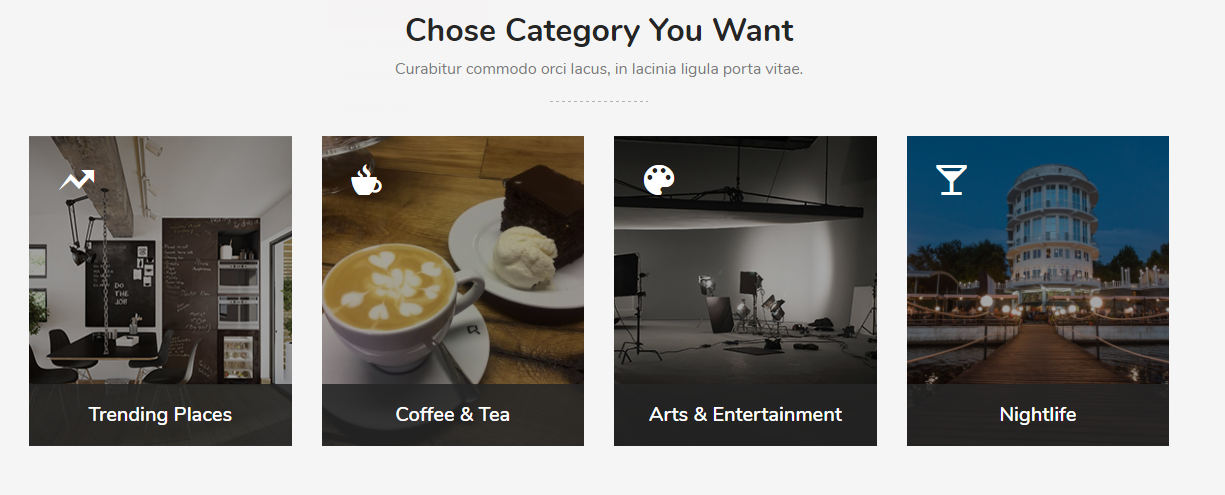 Chose Category You Want
Curabitur commodo orci lacus, in lacinia ligula porta vitae.
DO
THE
JOB
Trending Places
Coffee & Tea
Arts & Entertainment
Nightlife